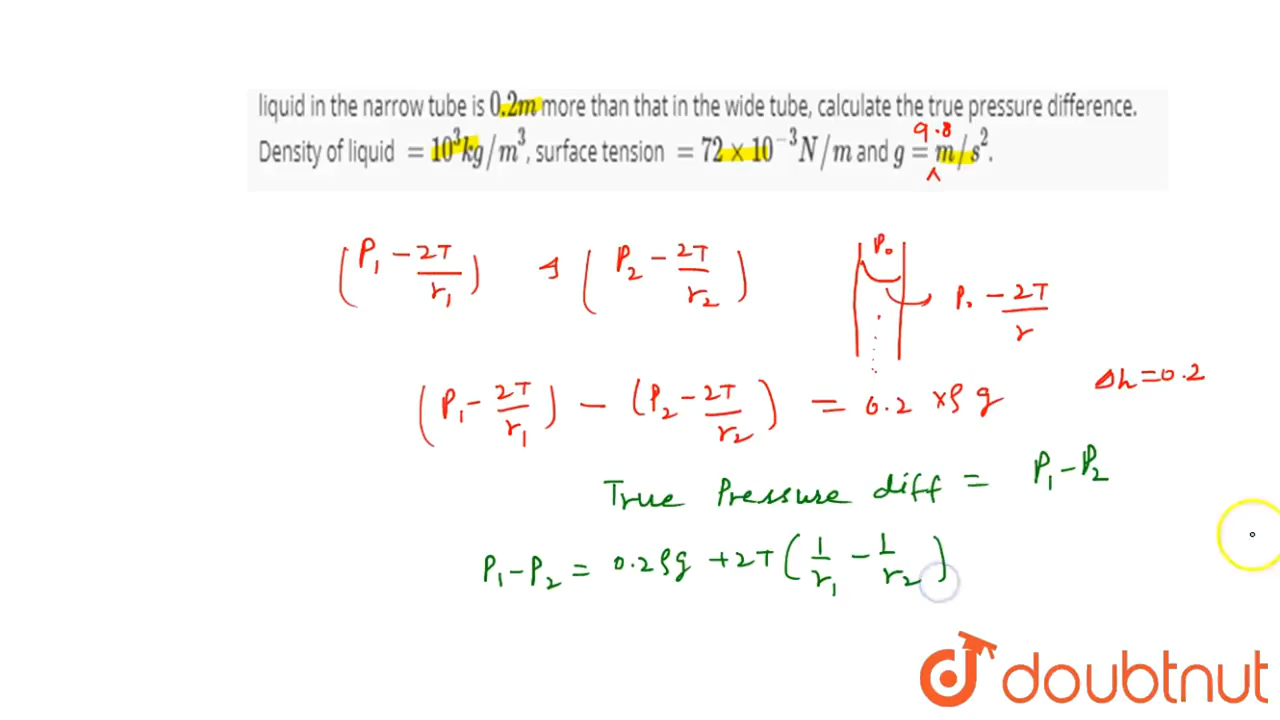 liquid in the narrow tube is 0.2m more than that in the wide tube, calculate the true pressure difference.
9.8
Density of liquid = 10³kg/m³, surface tension = 72 × 10⁻³N/m and g = m/s².
(P₁ - 2T/r₁) & (P₂ - 2T/r₂)
P₀
P₀ - 2T/r
(P₁ - 2T/r₁) - (P₂ - 2T/r₂) = 0.2 × ρ g
Δh = 0.2
True Pressure diff = P₁ - P₂
P₁ - P₂ = 0.2ρg + 2T (1/r₁ - 1/r₂)
doubtnut